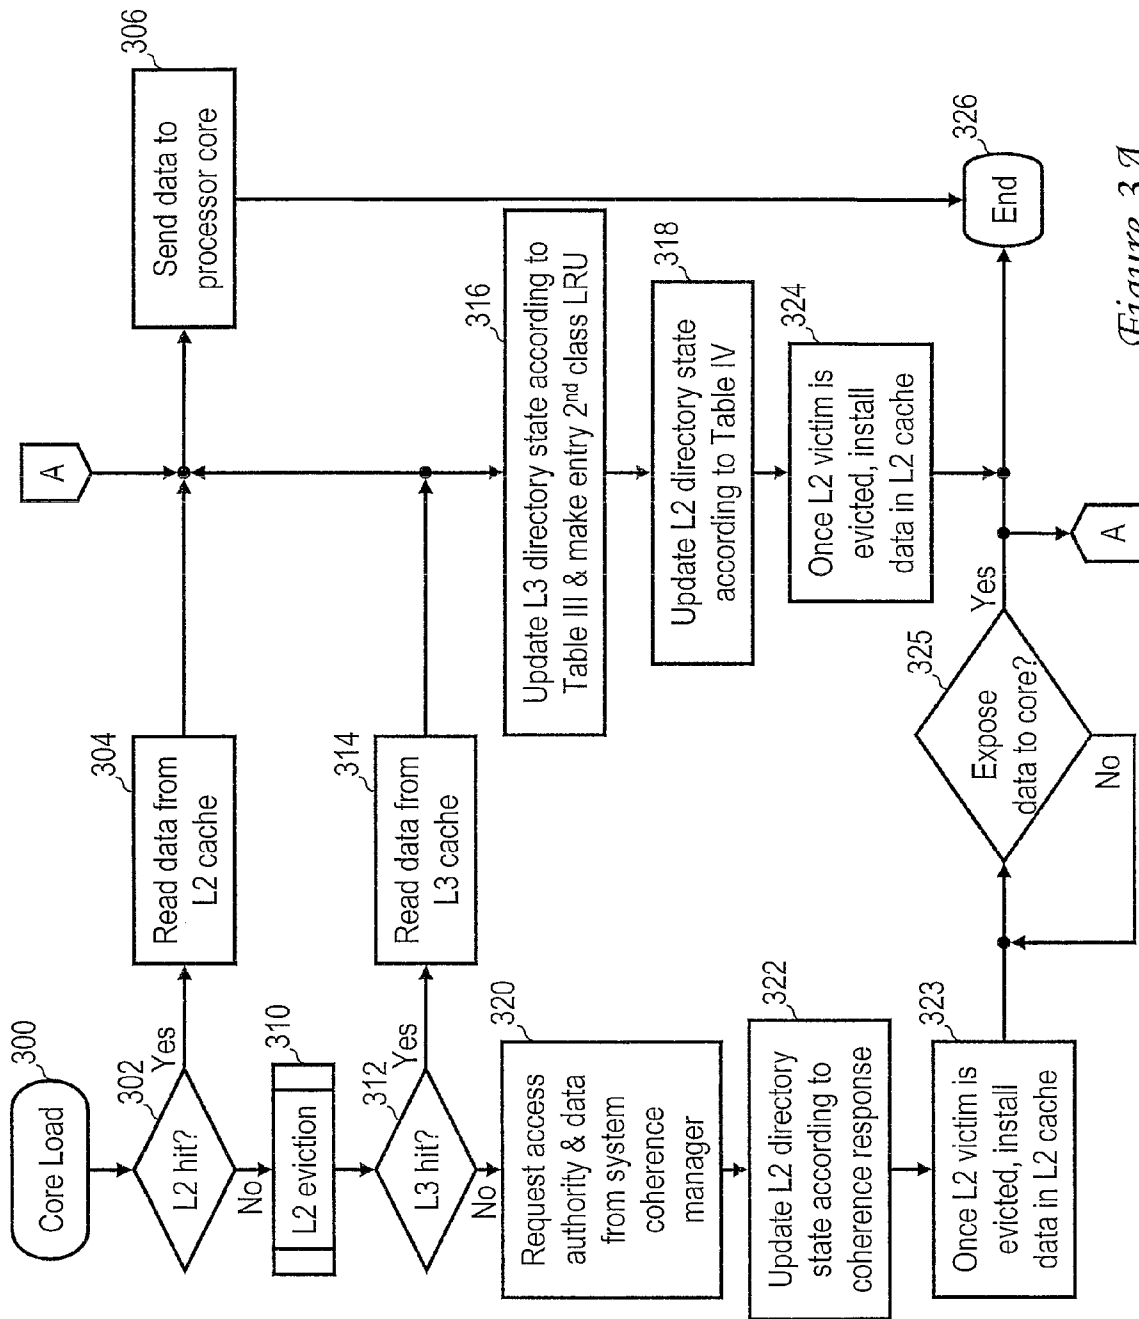 Core Load
300
L2 hit?
302
Yes
No
Read data from
L2 cache
304
A
Send data to
processor core
306
L2 eviction
310
L3 hit?
312
Yes
No
Read data from
L3 cache
314
Update L3 directory state according to
Table III & make entry 2nd class LRU
316
Update L2 directory state
according to Table IV
318
Once L2 victim is
evicted, install
data in L2 cache
324
Request access
authority & data
from system
coherence
manager
320
Update L2 directory
state according to
coherence response
322
Once L2 victim is
evicted, install
data in L2 cache
323
Expose
data to core?
325
Yes
No
A
End
326
Figure 3A